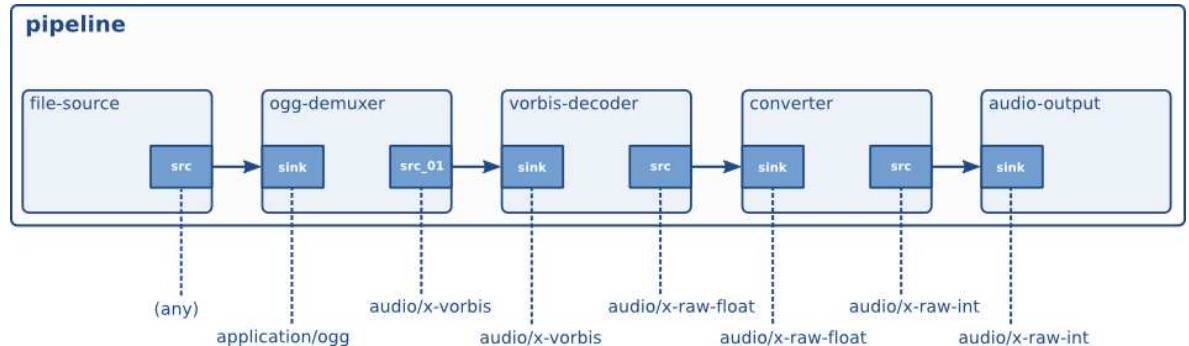 pipeline
file-source
ogg-demuxer
vorbis-decoder
converter
audio-output
src
sink
src_01
sink
src
sink
src
sink
(any)
audio/x-vorbis
audio/x-raw-float
audio/x-raw-int
application/ogg
audio/x-vorbis
audio/x-raw-float
audio/x-raw-int